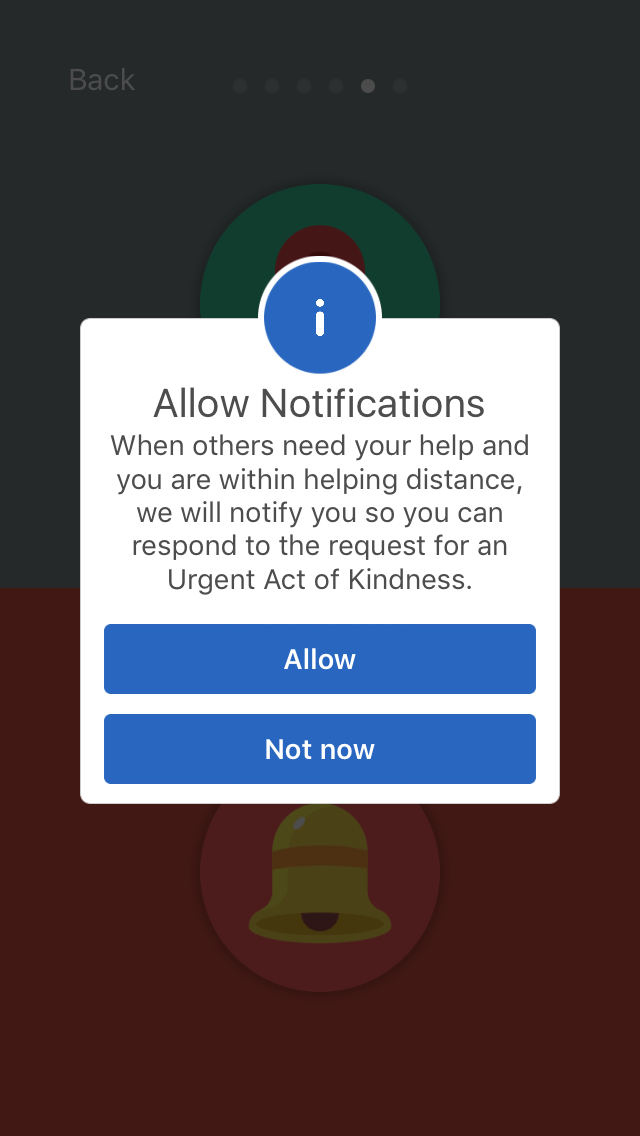 Back
Allow Notifications
When others need your help and
you are within helping distance,
we will notify you so you can
respond to the request for an
Urgent Act of Kindness.
Allow
Not now